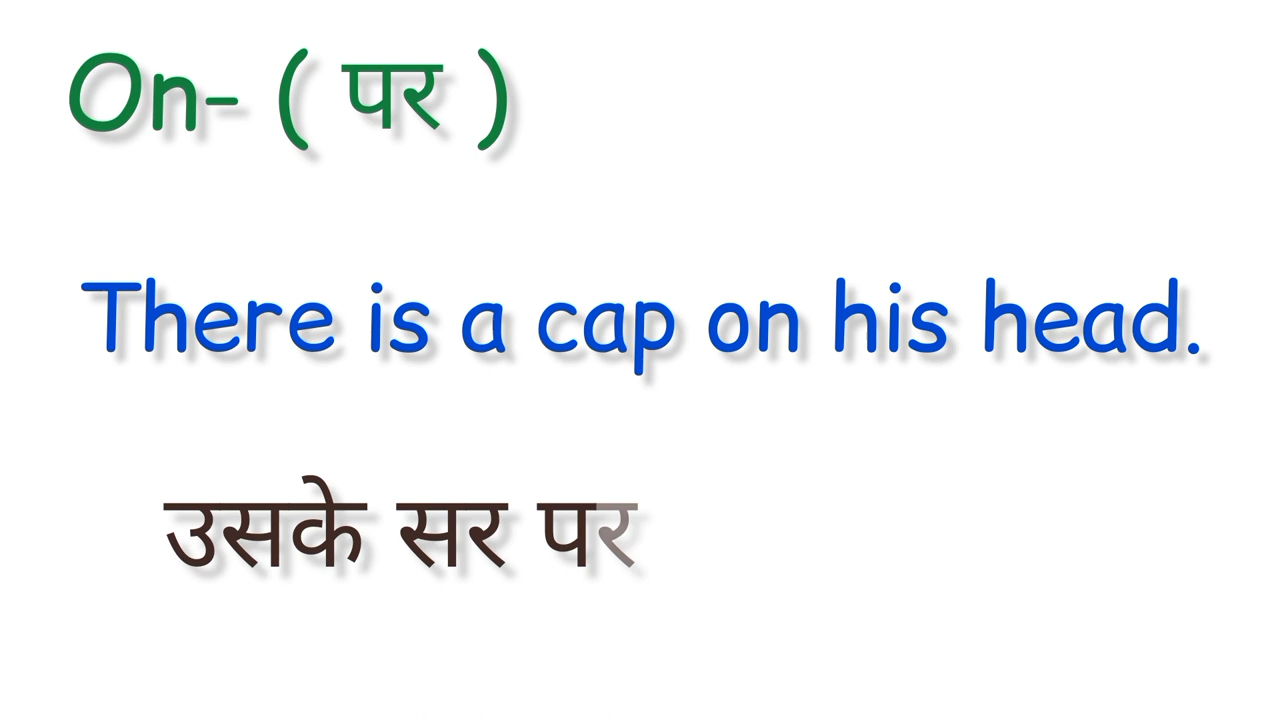 On- ( पर )
There is a cap on his head.
उसके सर पर